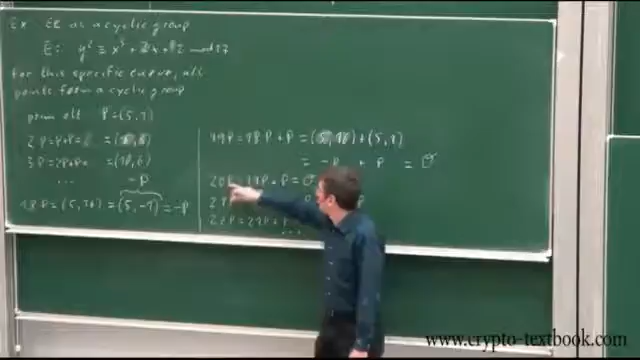 Ex: EC as a cyclic group
E: y² ≡ x³ + 2x + 2 mod 17
For this specific curve, all
points form a cyclic group
prim. elt P = (5,1)
2P = P+P = (6)
3P = 2P+P = (10,6)
... -P
18P = (5,16) = (5,-1) = -P
19P = 18P + P = (5,16) + (5,1)
= -P + P = O
20P = 19P + P = O
21P P
22P = 21P + P
...
www.crypto-textbook.com